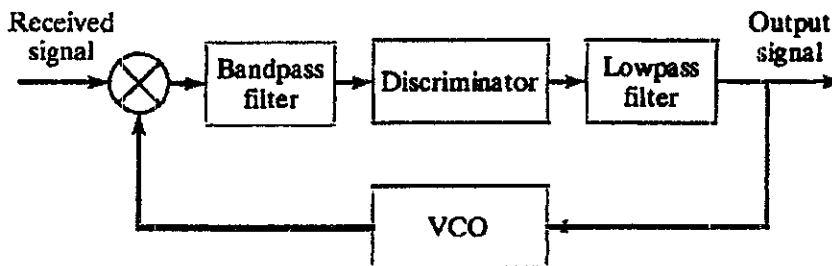 Received
signal
Bandpass
filter
Discriminator
Lowpass
filter
Output
signal
VCO